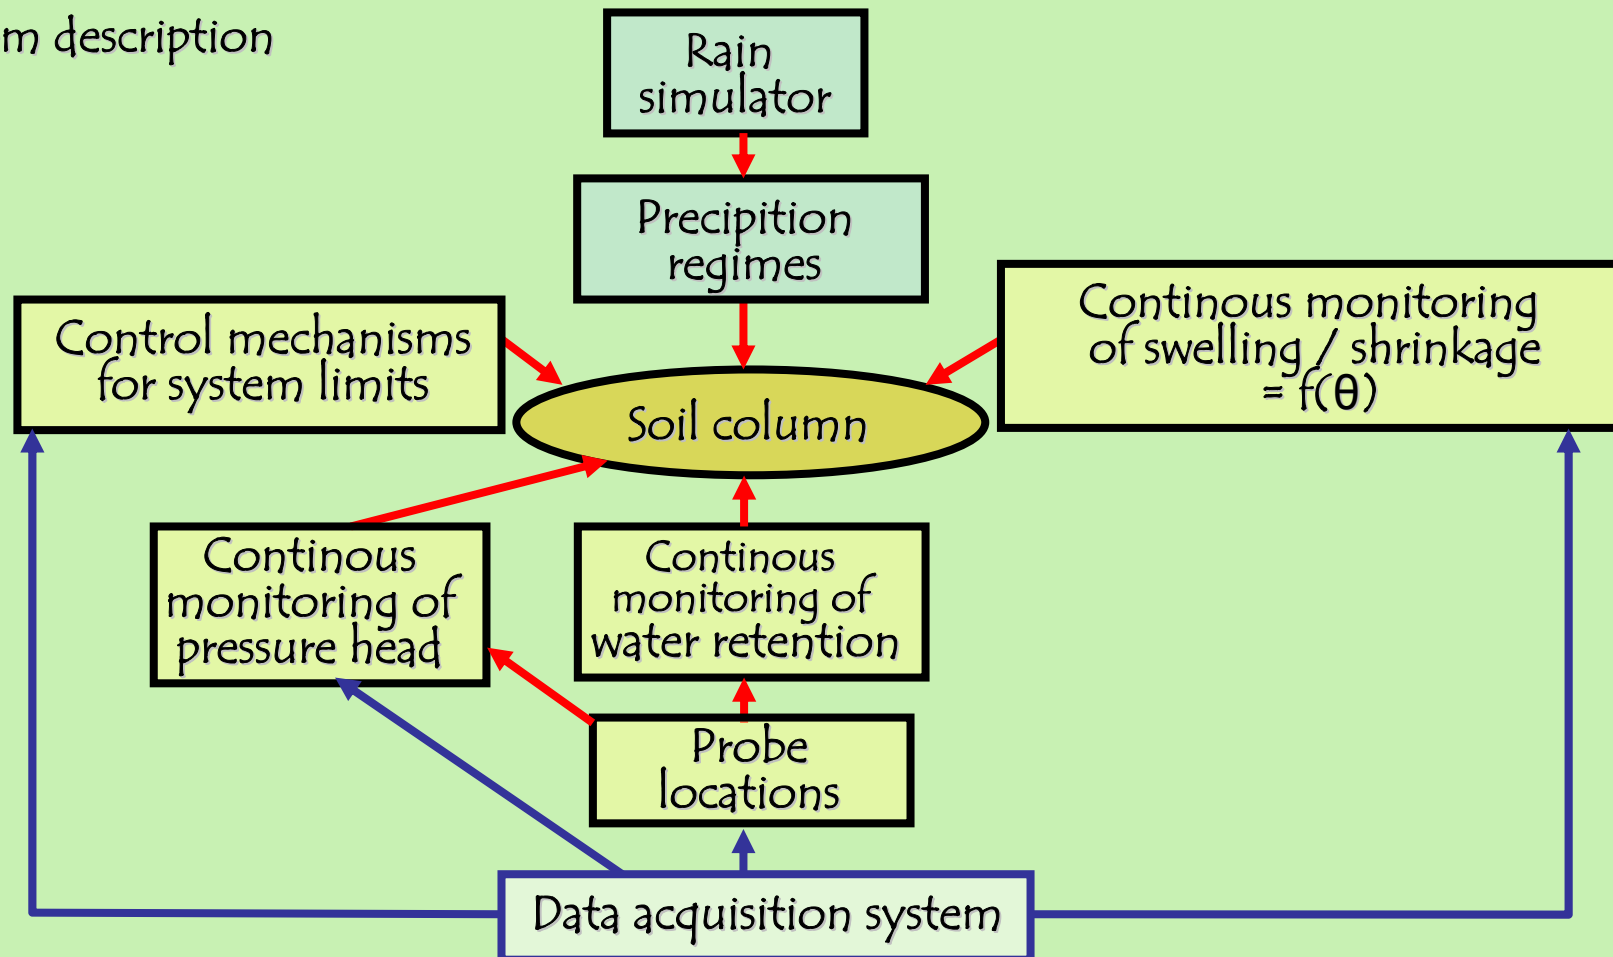 m description
Rain
simulator
Precipition
regimes
Control mechanisms
for system limits
Continous monitoring
of swelling / shrinkage
= f(θ)
Soil column
Continous
monitoring of
pressure head
Continous
monitoring of
water retention
Probe
locations
Data acquisition system